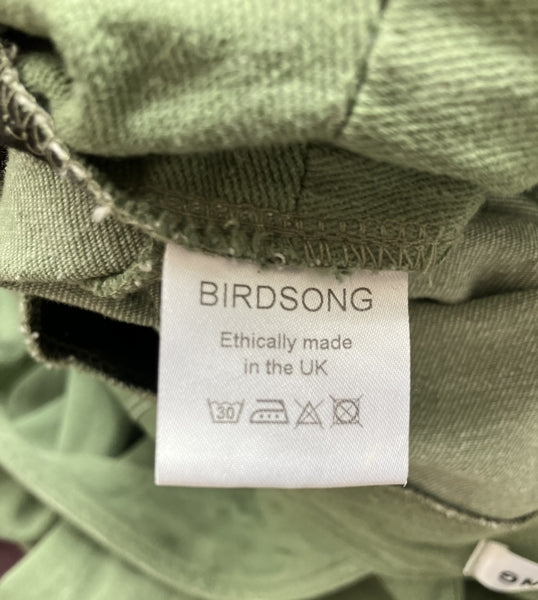 BIRDSONG
Ethically made
in the UK
30